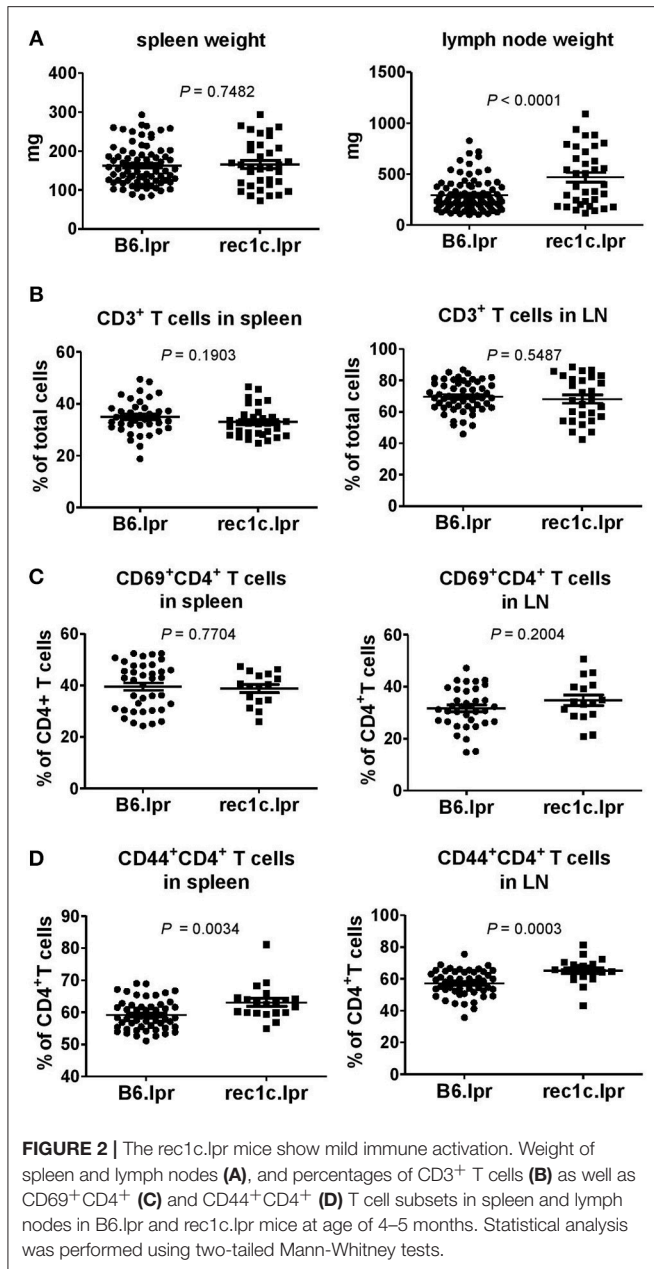 A
spleen weight
lymph node weight
P = 0.7482
P < 0.0001
400
300
200
100
0
mg
1500
1000
500
0
mg
B6.lpr
rec1c.lpr
B6.lpr
rec1c.lpr
B
CD3+ T cells in spleen
CD3+ T cells in LN
P = 0.1903
P = 0.5487
60
40
20
0
% of total cells
100
80
60
40
20
0
% of total cells
B6.lpr
rec1c.lpr
B6.lpr
rec1c.lpr
C
CD69+CD4+ T cells
in spleen
CD69+CD4+ T cells
in LN
P = 0.7704
P = 0.2004
60
40
20
0
% of CD4+ T cells
60
40
20
0
% of CD4+T cells
B6.lpr
rec1c.lpr
B6.lpr
rec1c.lpr
D
CD44+CD4+ T cells
in spleen
CD44+CD4+ T cells
in LN
P = 0.0034
P = 0.0003
90
80
70
60
50
40
% of CD4+T cells
100
80
60
40
20
0
% of CD4+T cells
B6.lpr
rec1c.lpr
B6.lpr
rec1c.lpr
FIGURE 2 | The rec1c.lpr mice show mild immune activation. Weight of
spleen and lymph nodes (A), and percentages of CD3+ T cells (B) as well as
CD69+CD4+ (C) and CD44+CD4+ (D) T cell subsets in spleen and lymph
nodes in B6.lpr and rec1c.lpr mice at age of 4–5 months. Statistical analysis
was performed using two-tailed Mann-Whitney tests.